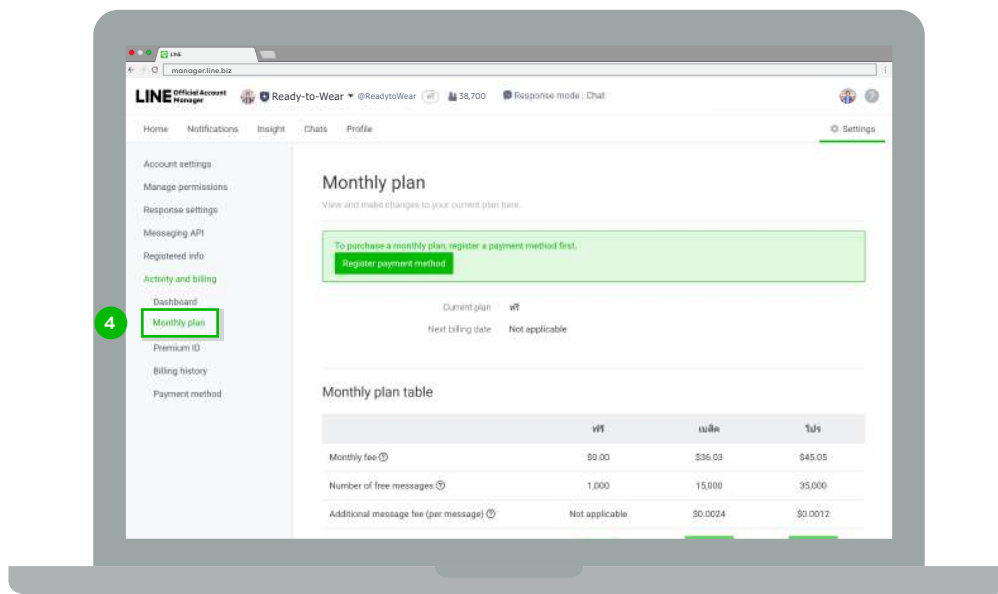 LINE
manager.line.biz
LINE Official Account Manager Ready-to-Wear @ReadytoWear ฟรี 38,700 Response mode : Chat
Home Notifications Insight Chats Profile Settings
Account settings
Manage permissions
Response settings
Messaging API
Registered info
Activity and billing
Dashboard
4 Monthly plan
Premium ID
Billing history
Payment method
Monthly plan
View and make changes to your current plan here.
To purchase a monthly plan, register a payment method first.
Register payment method
Current plan ฟรี
Next billing date Not applicable
Monthly plan table
ฟรี เบสิค โปร
Monthly fee $0.00 $36.03 $45.05
Number of free messages 1,000 15,000 35,000
Additional message fee (per message) Not applicable $0.0024 $0.0012